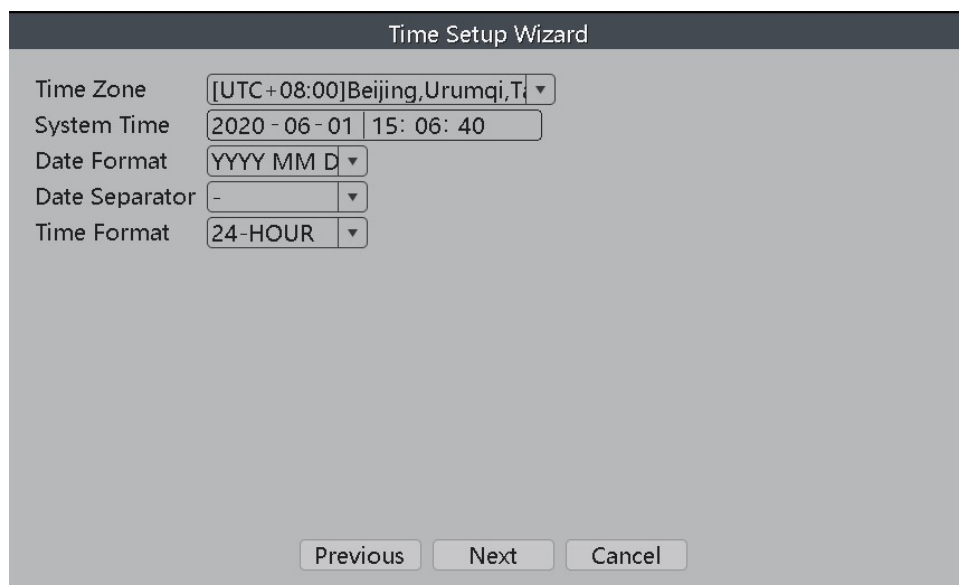 Time Setup Wizard
Time Zone [UTC+08:00]Beijing,Urumqi,Ta
System Time 2020-06-01 15:06:40
Date Format YYYY MM D
Date Separator -
Time Format 24-HOUR
Previous Next Cancel